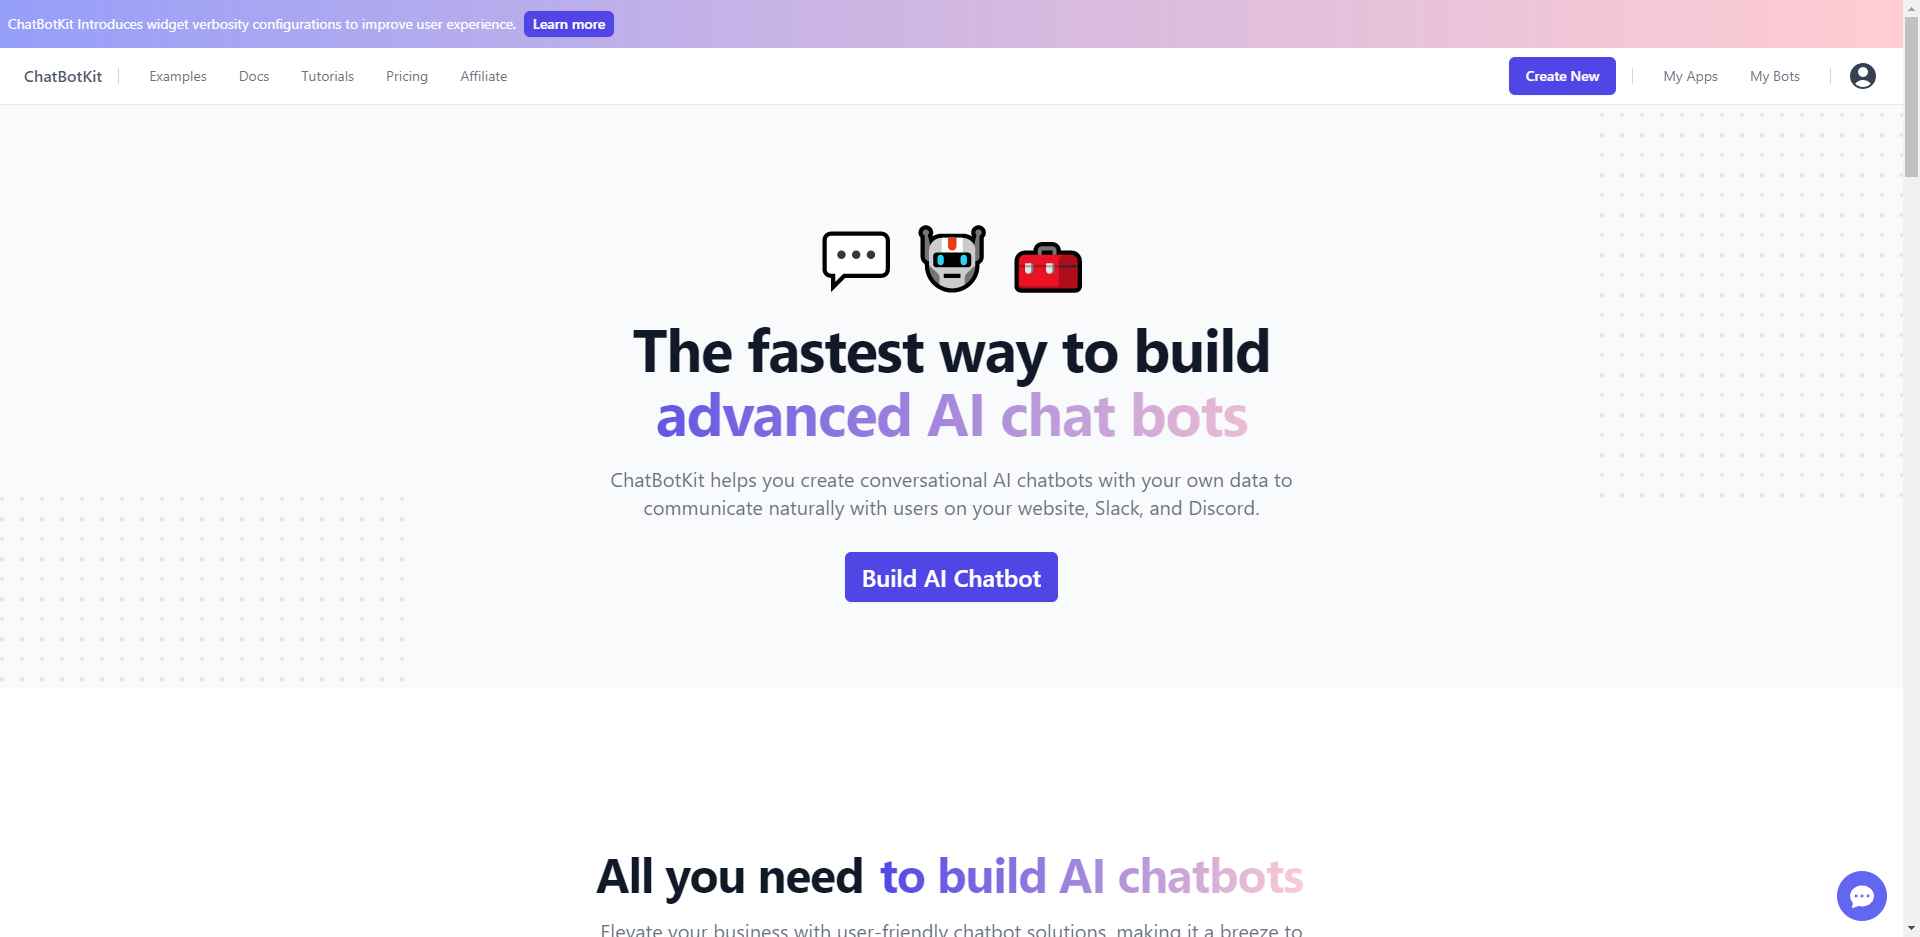 ChatBotKit Introduces widget verbosity configurations to improve user experience. Learn more
ChatBotKit Examples Docs Tutorials Pricing Affiliate Create New My Apps My Bots
The fastest way to build
advanced AI chat bots
ChatBotKit helps you create conversational AI chatbots with your own data to
communicate naturally with users on your website, Slack, and Discord.
Build AI Chatbot
All you need to build AI chatbots
Elevate your business with user-friendly chatbot solutions, making it a breeze to